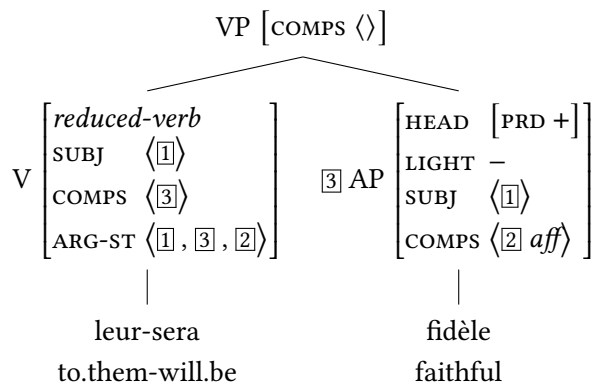 VP [COMPS ⟨⟩]
V [reduced-verb
SUBJ ⟨[1]⟩
COMPS ⟨[3]⟩
ARG-ST ⟨[1] , [3] , [2]⟩]
[3] AP [HEAD [PRD +]
LIGHT –
SUBJ ⟨[1]⟩
COMPS ⟨[2] aff⟩]
leur-sera fidèle
to.them-will.be faithful